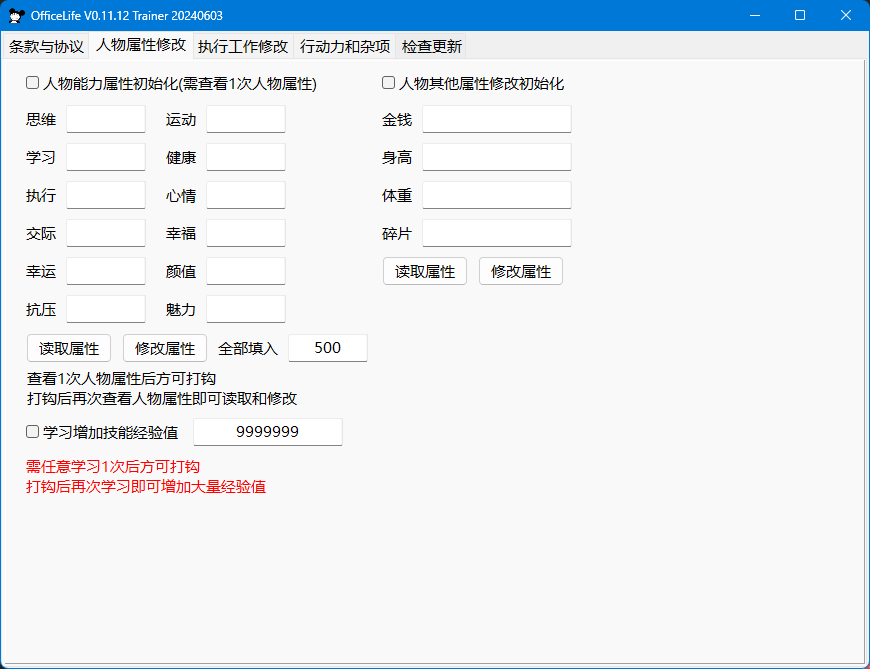 OfficeLife V0.11.12 Trainer 20240603
条款与协议 人物属性修改 执行工作修改 行动力和杂项 检查更新
人物能力属性初始化(需查看1次人物属性) 人物其他属性修改初始化
思维 运动 金钱
学习 健康 身高
执行 心情 体重
交际 幸福 碎片
幸运 颜值 读取属性 修改属性
抗压 魅力
读取属性 修改属性 全部填入 500
查看1次人物属性后方可打钩
打钩后再次查看人物属性即可读取和修改
学习增加技能经验值 9999999
需任意学习1次后方可打钩
打钩后再次学习即可增加大量经验值